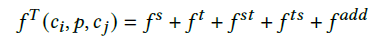 f^T(c_i, p, c_j) = f^s + f^t + f^{st} + f^{ts} + f^{add}